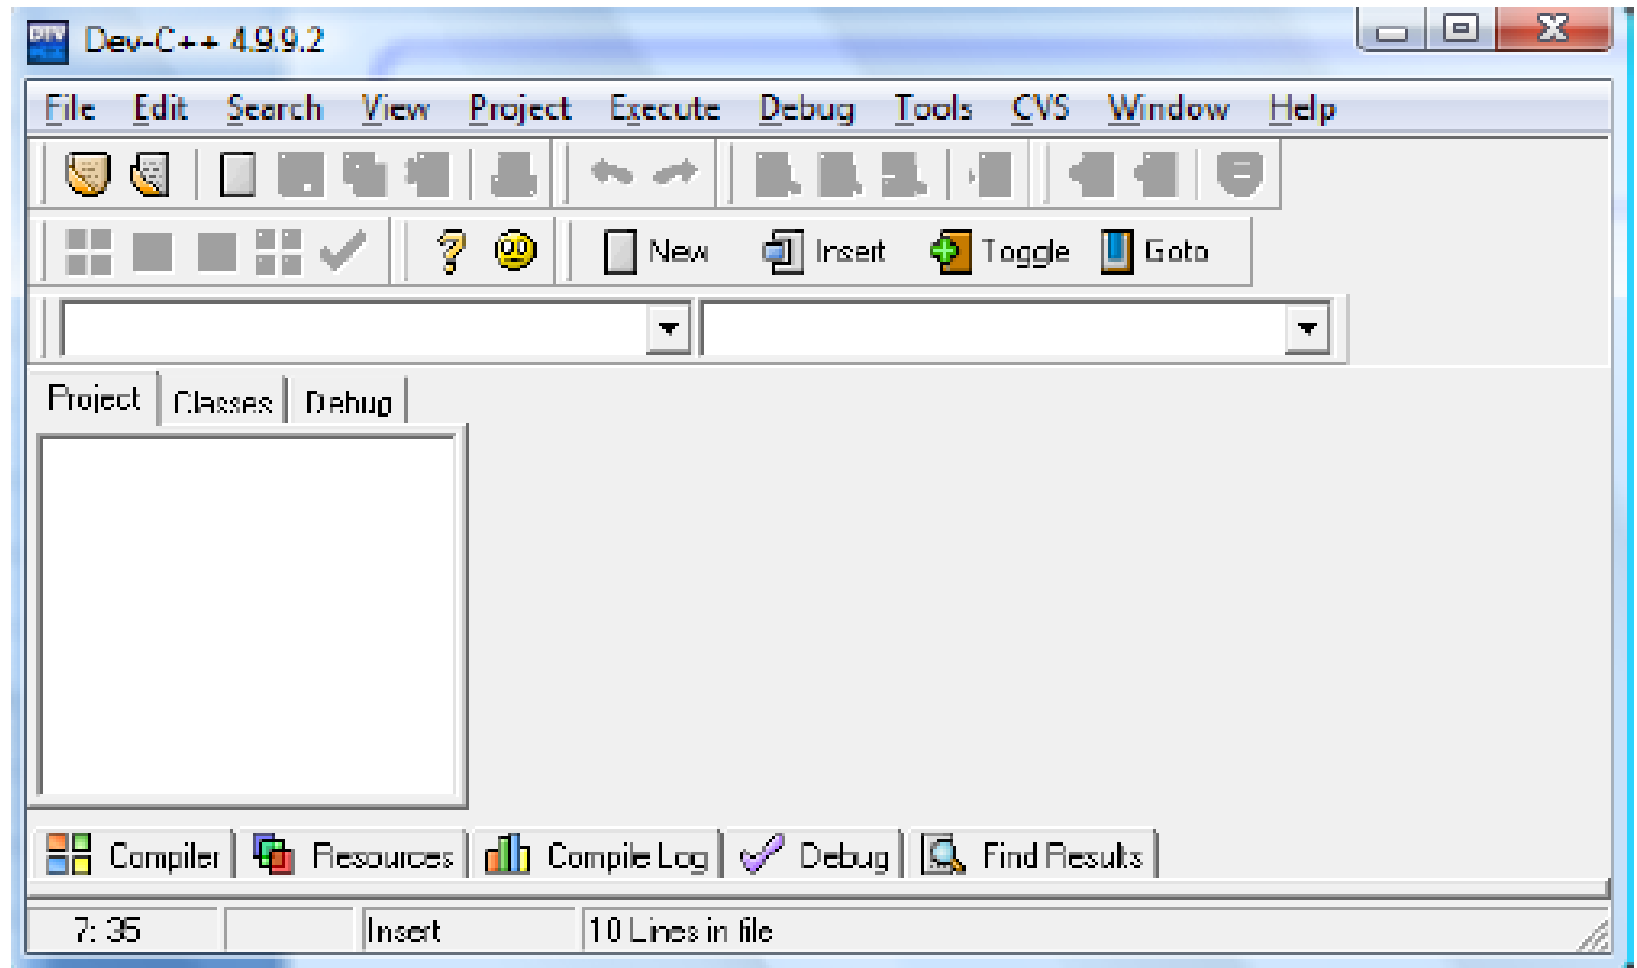 Dev-C++ 4.9.9.2
File Edit Search View Project Execute Debug Tools CVS Window Help
New Insert Toggle Goto
Project Classes Debug
Compiler Resources Compile Log Debug Find Results
7: 35 Insert 10 Lines in file